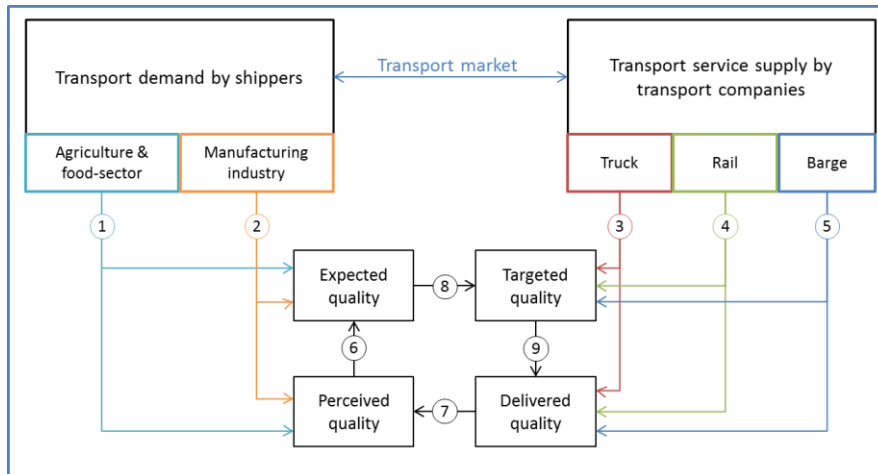 Transport demand by shippers
Transport market
Transport service supply by
transport companies
Agriculture &
food-sector
Manufacturing
industry
Truck
Rail
Barge
1
2
3
4
5
Expected
quality
8
Targeted
quality
6
9
Perceived
quality
7
Delivered
quality